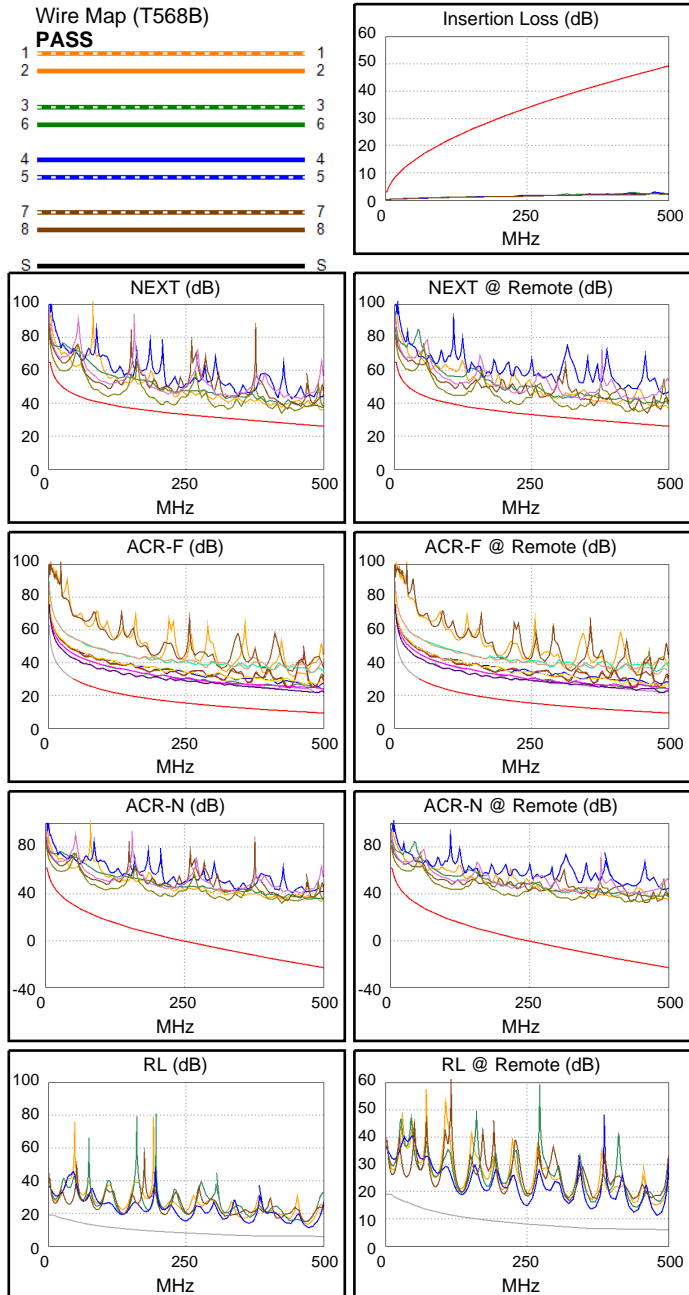 Wire Map (T568B)
PASS
1 1
2 2
3 3
6 6
4 4
5 5
7 7
8 8
S S
Insertion Loss (dB)
60
50
40
30
20
10
0
0 250 500
MHz
NEXT (dB)
100
80
60
40
20
0
0 250 500
MHz
NEXT @ Remote (dB)
100
80
60
40
20
0
0 250 500
MHz
ACR-F (dB)
100
80
60
40
20
0
0 250 500
MHz
ACR-F @ Remote (dB)
100
80
60
40
20
0
0 250 500
MHz
ACR-N (dB)
80
40
0
-40
0 250 500
MHz
ACR-N @ Remote (dB)
80
40
0
-40
0 250 500
MHz
RL (dB)
100
80
60
40
20
0
0 250 500
MHz
RL @ Remote (dB)
60
50
40
30
20
10
0
0 250 500
MHz